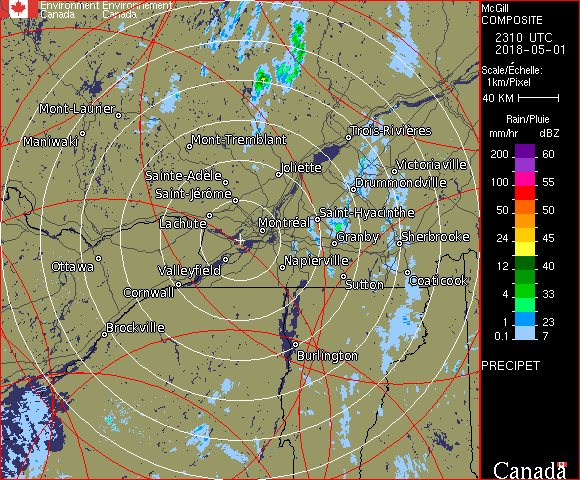 Environment Environnement
Canada Canada
McGill
COMPOSITE
2310 UTC
2018-05-01
Scale/Échelle:
1km/Pixel
40 KM
Rain/Pluie
mm/hr dBZ
200 60
100 55
50 50
24 45
12 40
4 33
1 23
0.1 7
PRECIPET
Canada
Mont-Laurier
Maniwaki
Mont-Tremblant
Trois-Rivières
Joliette
Victoriaville
Sainte-Adèle
Drummondville
Saint-Jérôme
Saint-Hyacinthe
Lachute
Montréal
Granby
Sherbrooke
Ottawa
Valleyfield
Napierville
Cornwall
Sutton
Coaticook
Brockville
Burlington